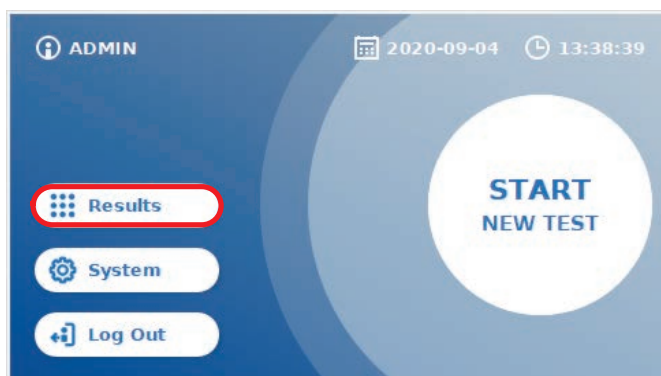 ADMIN 2020-09-04 13:38:39
Results
START
NEW TEST
System
Log Out